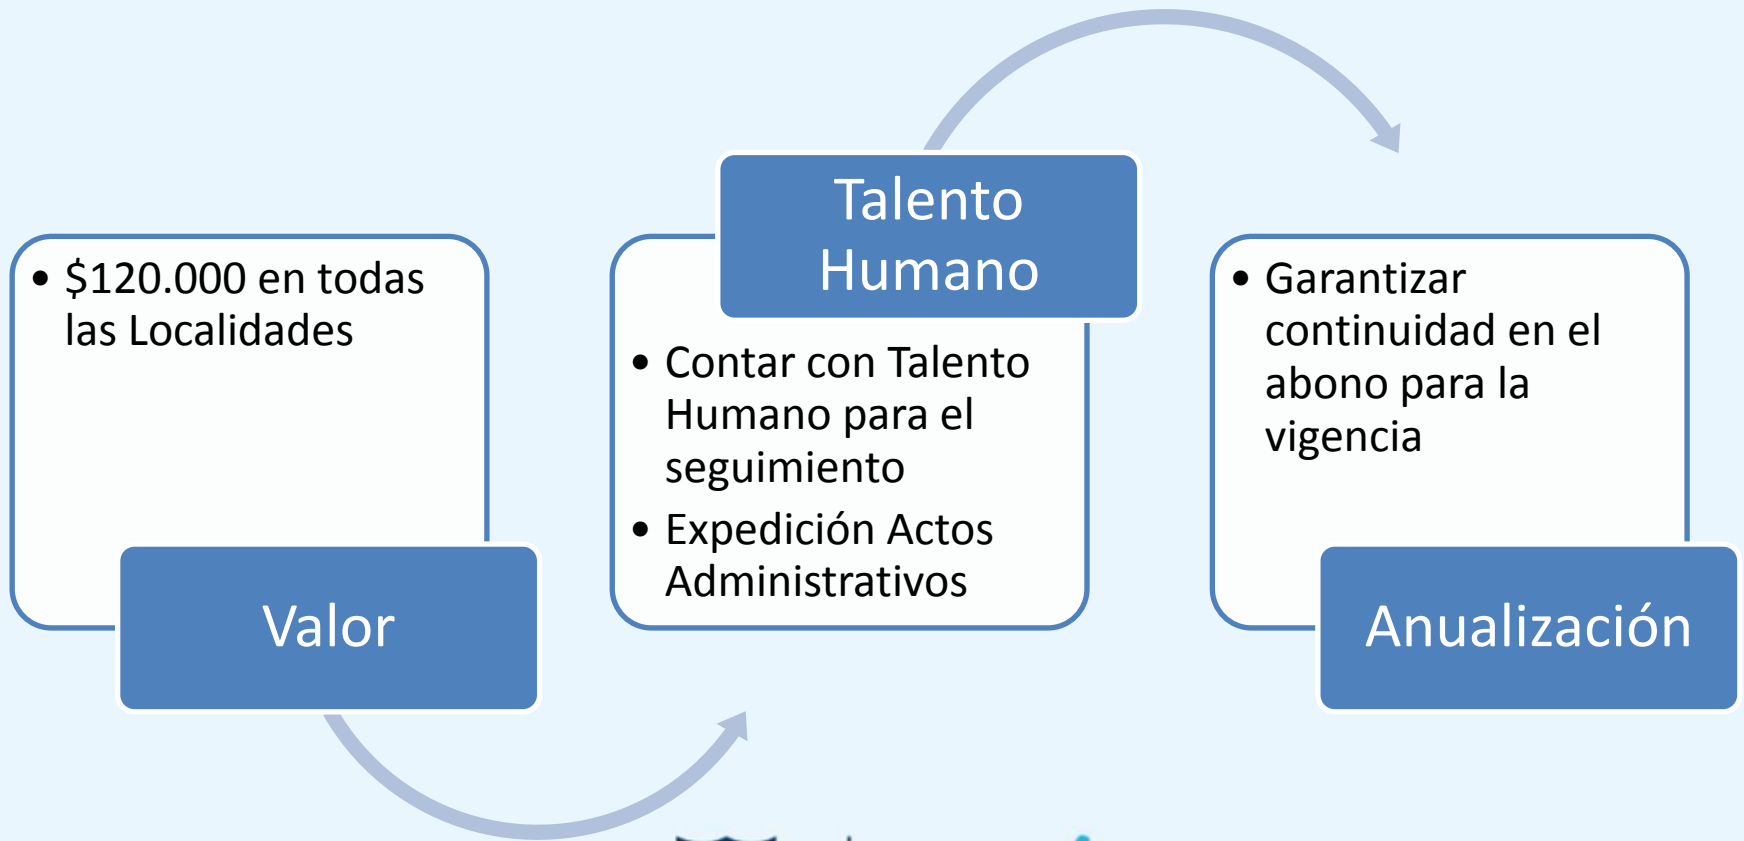 • $120.000 en todas
las Localidades
Valor
Talento
Humano
• Contar con Talento
Humano para el
seguimiento
• Expedición Actos
Administrativos
• Garantizar
continuidad en el
abono para la
vigencia
Anualización